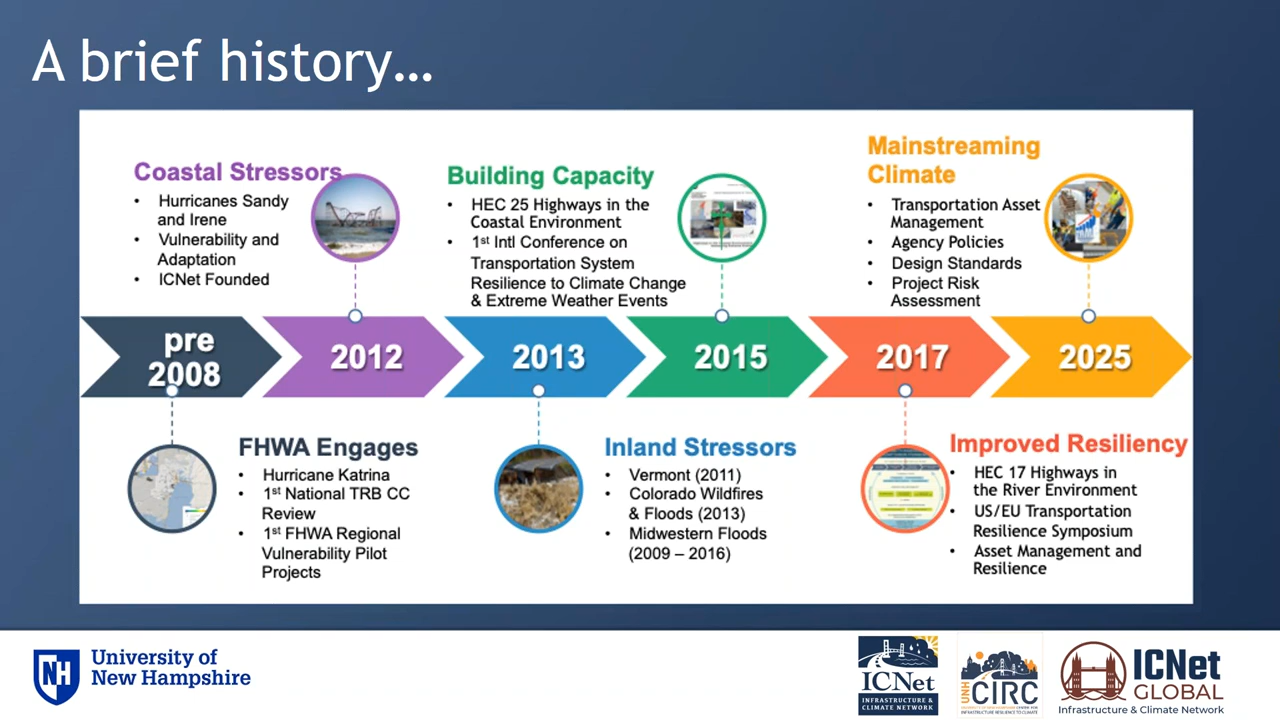 A brief history…
Coastal Stressors
• Hurricanes Sandy
and Irene
• Vulnerability and
Adaptation
• ICNet Founded
Building Capacity
• HEC 25 Highways in the
Coastal Environment
• 1st Intl Conference on
Transportation System
Resilience to Climate Change
& Extreme Weather Events
Mainstreaming
Climate
• Transportation Asset
Management
• Agency Policies
• Design Standards
• Project Risk
Assessment
pre
2008
2012
2013
2015
2017
2025
FHWA Engages
• Hurricane Katrina
• 1st National TRB CC
Review
• 1st FHWA Regional
Vulnerability Pilot
Projects
Inland Stressors
• Vermont (2011)
• Colorado Wildfires
& Floods (2013)
• Midwestern Floods
(2009 – 2016)
Improved Resiliency
• HEC 17 Highways in
the River Environment
• US/EU Transportation
Resilience Symposium
• Asset Management and
Resilience
NH
University of
New Hampshire
ICNet
INFRASTRUCTURE &
CLIMATE NETWORK
UNH
CIRC
ICNet
GLOBAL
Infrastructure & Climate Network